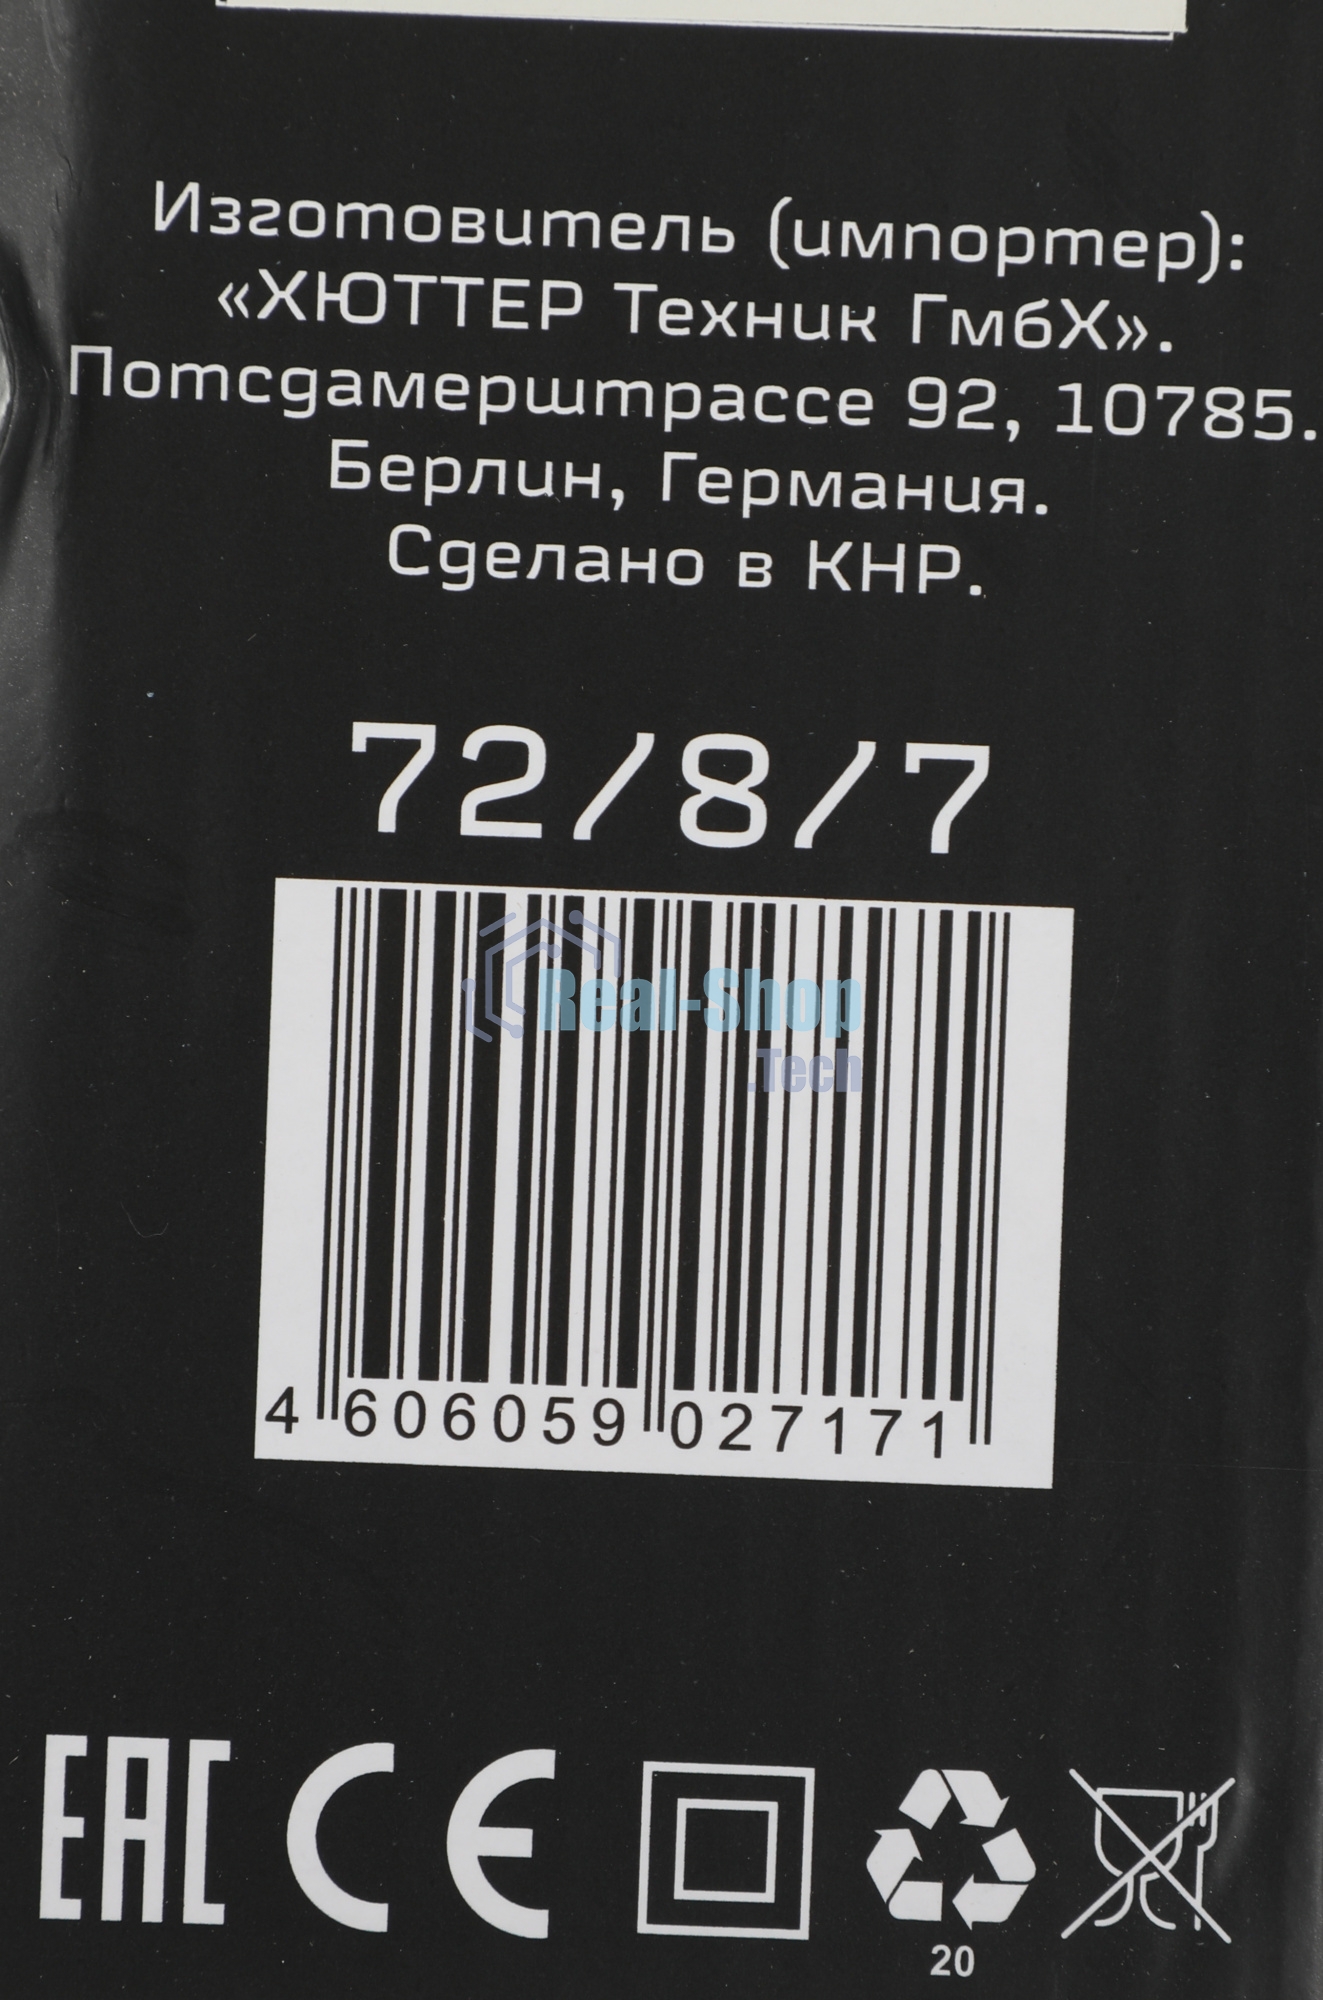 Изготовитель (импортер):
«ХЮТТЕР Техник ГмбХ».
Потсдамерштрассе 92, 10785.
Берлин, Германия.
Сделано в КНР.
72/8/7
Real-Shop
.Tech
4 606059 027171
EAC CE
20